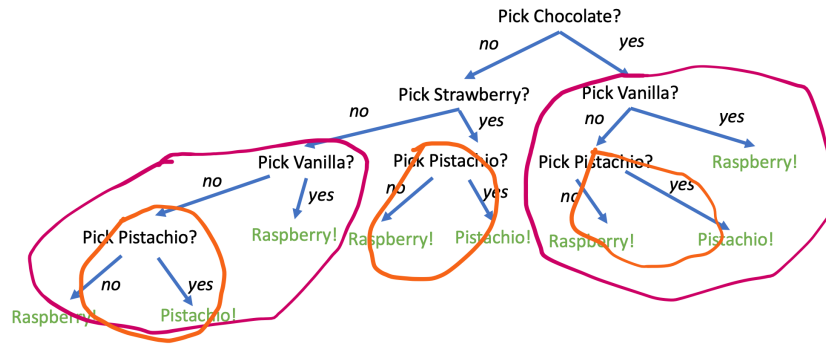 Pick Chocolate?
no
yes
Pick Strawberry?
Pick Vanilla?
no
yes
no
yes
Pick Vanilla?
Pick Pistachio?
Pick Pistachio?
Raspberry!
no
yes
no
yes
no
yes
Pick Pistachio?
Raspberry!
Raspberry!
Pistachio!
Raspberry!
Pistachio!
no
yes
Raspberry!
Pistachio!